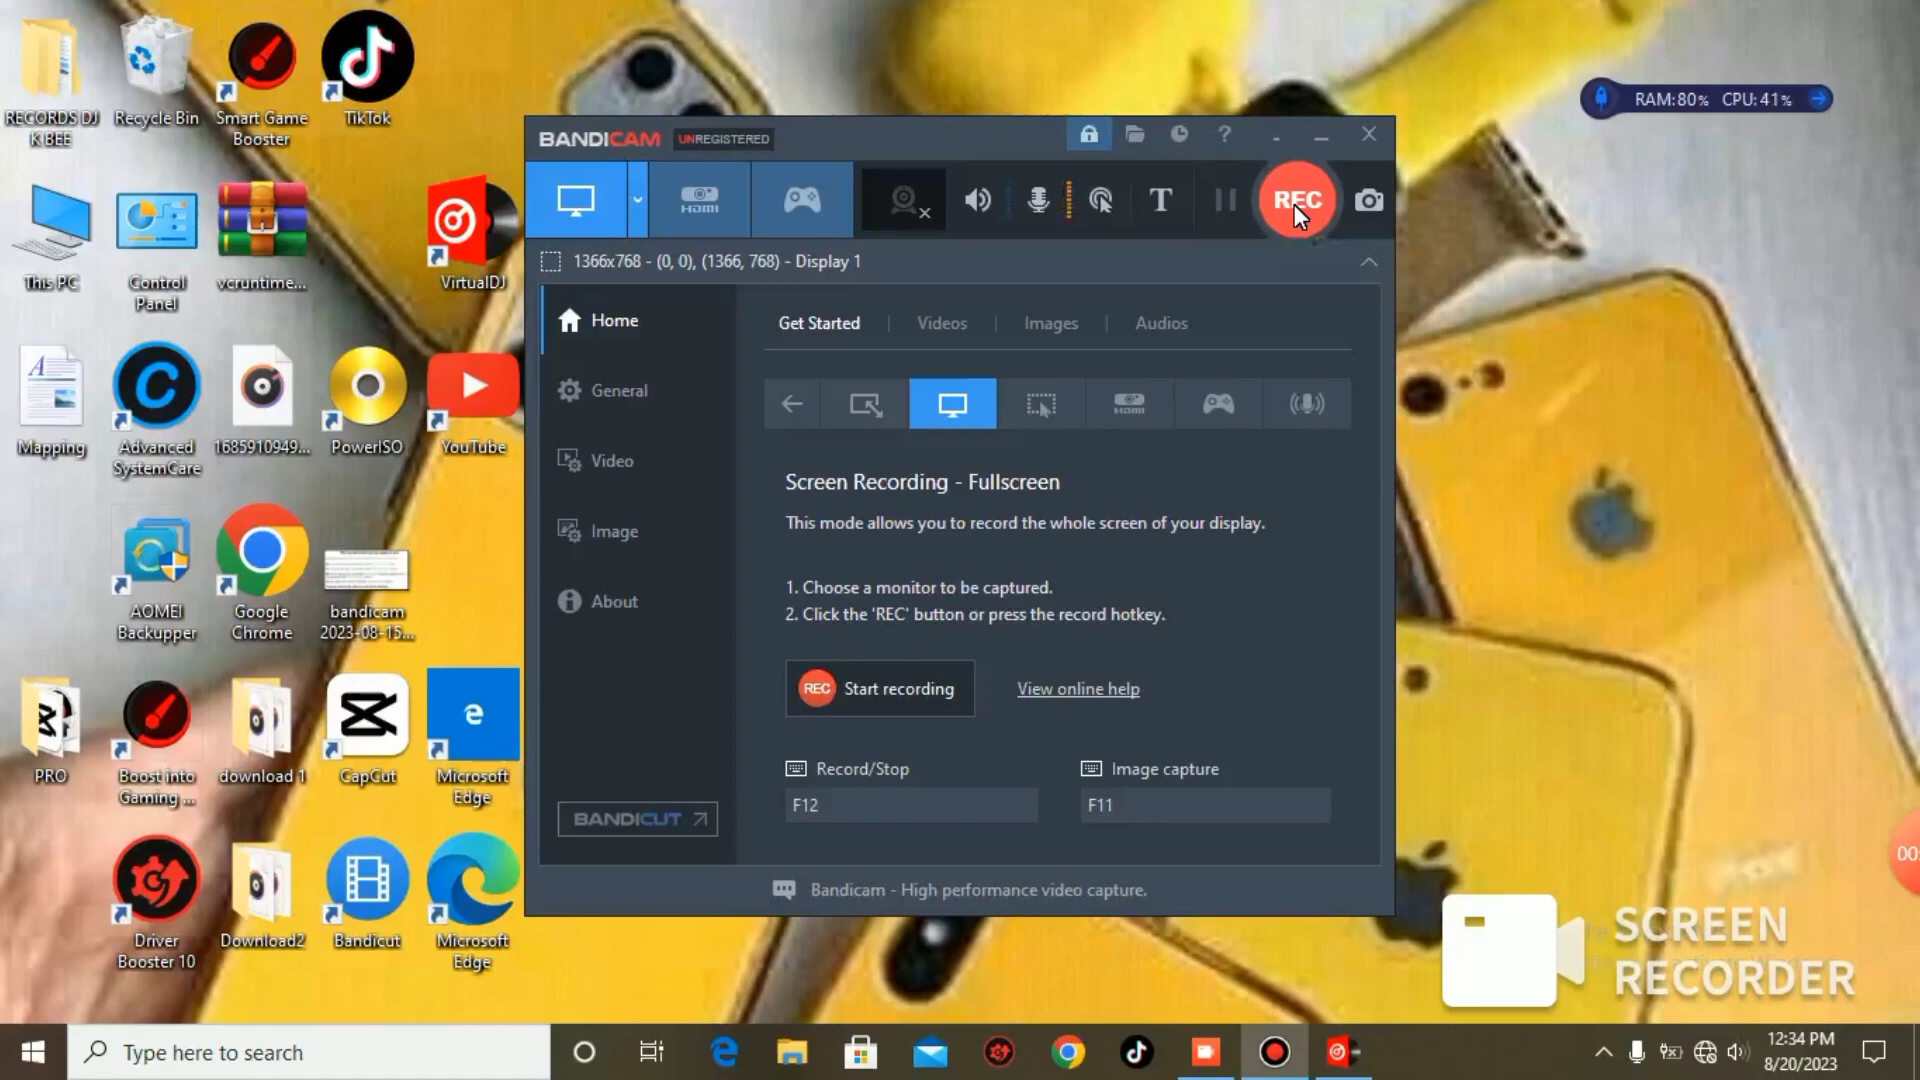 RECORDS DJ
K BEE
Recycle Bin
Smart Game
Booster
TikTok
RAM:80% CPU:41%
This PC
Control
Panel
vcruntime...
VirtualDJ
Mapping
Advanced
SystemCare
1685910949...
PowerISO
YouTube
AOMEI
Backupper
Google
Chrome
bandicam
2023-08-15...
PRO
Boost into
Gaming ...
download 1
CapCut
Microsoft
Edge
Driver
Booster 10
Download2
Bandicut
Microsoft
Edge
BANDICAM UNREGISTERED
HDMI
T
REC
1366x768 - (0, 0), (1366, 768) - Display 1
Home
General
Video
Image
About
BANDICUT
Get Started | Videos | Images | Audios
HDMI
Screen Recording - Fullscreen
This mode allows you to record the whole screen of your display.
1. Choose a monitor to be captured.
2. Click the 'REC' button or press the record hotkey.
REC Start recording
View online help
Record/Stop
F12
Image capture
F11
Bandicam - High performance video capture.
00:
SCREEN
RECORDER
Type here to search
12:34 PM
8/20/2023